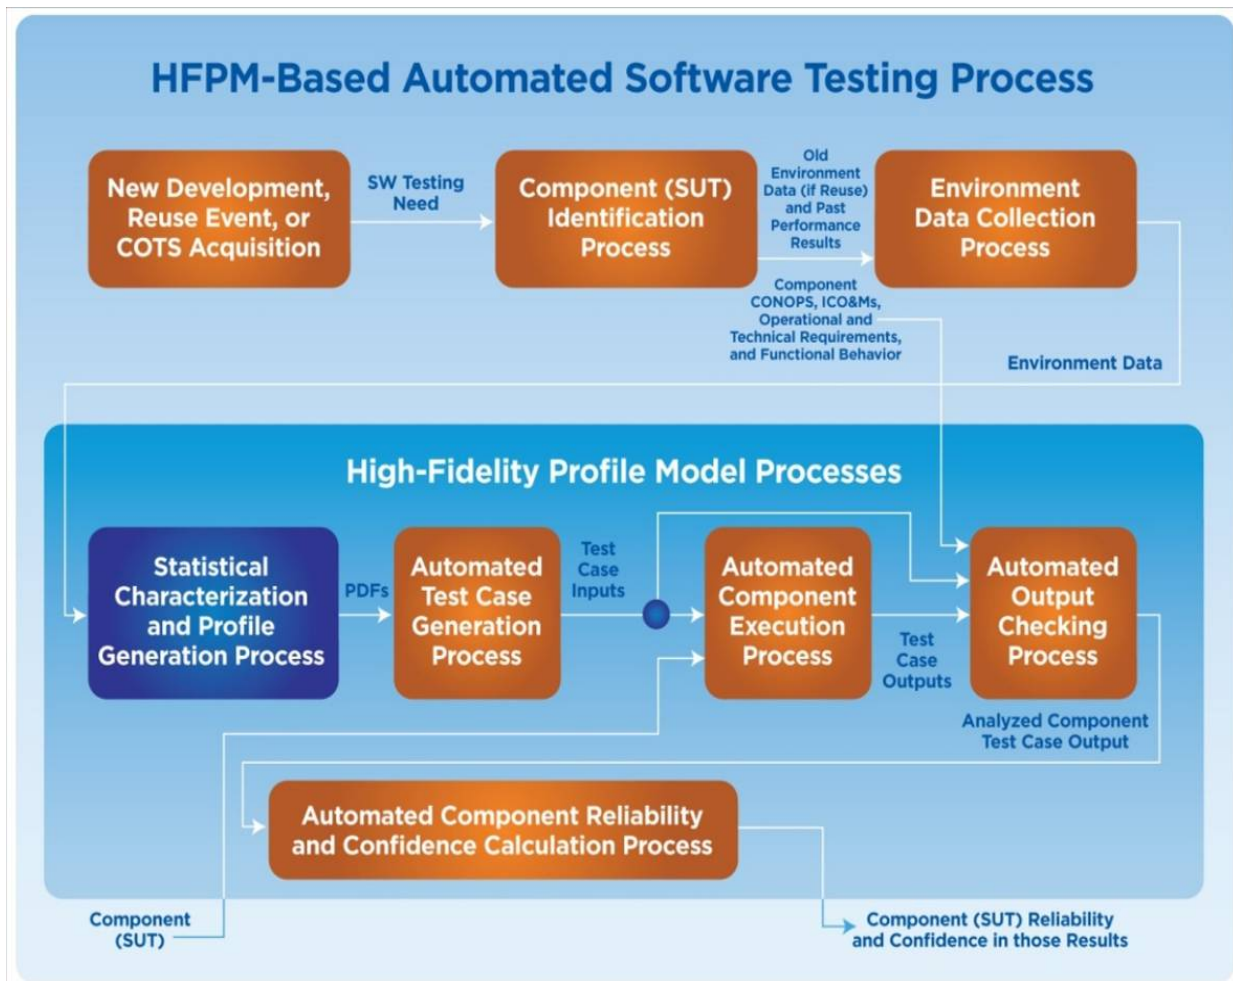 HFPM-Based Automated Software Testing Process
New Development,
Reuse Event, or
COTS Acquisition
SW Testing
Need
Component (SUT)
Identification
Process
Old
Environment
Data (if Reuse)
and Past
Performance
Results
Environment
Data Collection
Process
Component
CONOPS, ICO&Ms,
Operational and
Technical Requirements,
and Functional Behavior
Environment Data
High-Fidelity Profile Model Processes
Statistical
Characterization
and Profile
Generation Process
PDFs
Automated
Test Case
Generation
Process
Test
Case
Inputs
Automated
Component
Execution
Process
Test
Case
Outputs
Automated
Output
Checking
Process
Analyzed Component
Test Case Output
Automated Component Reliability
and Confidence Calculation Process
Component
(SUT)
Component (SUT) Reliability
and Confidence in those Results